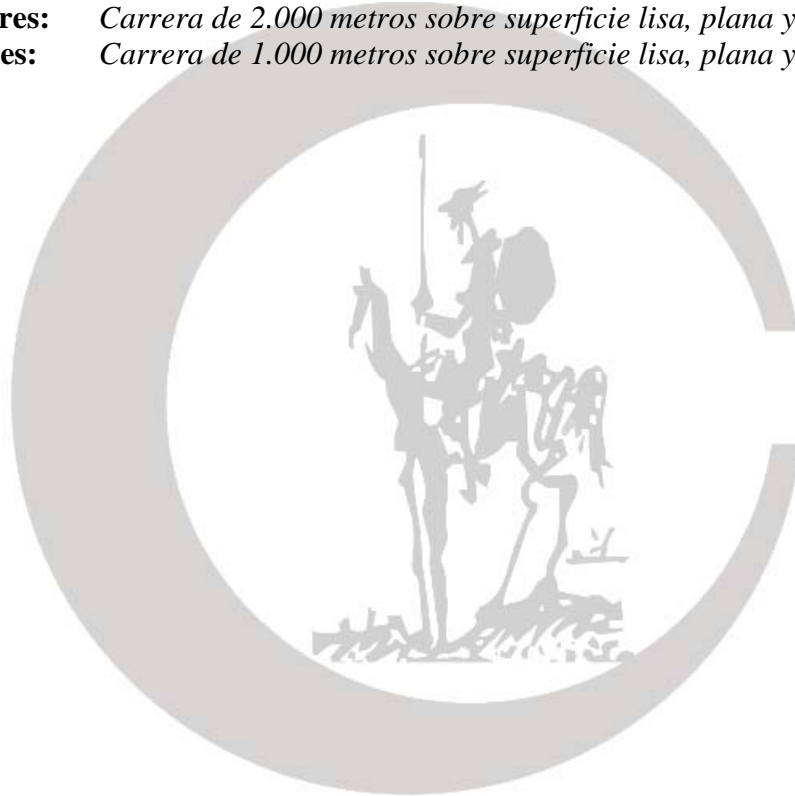 res: Carrera de 2.000 metros sobre superficie lisa, plana y
es: Carrera de 1.000 metros sobre superficie lisa, plana y